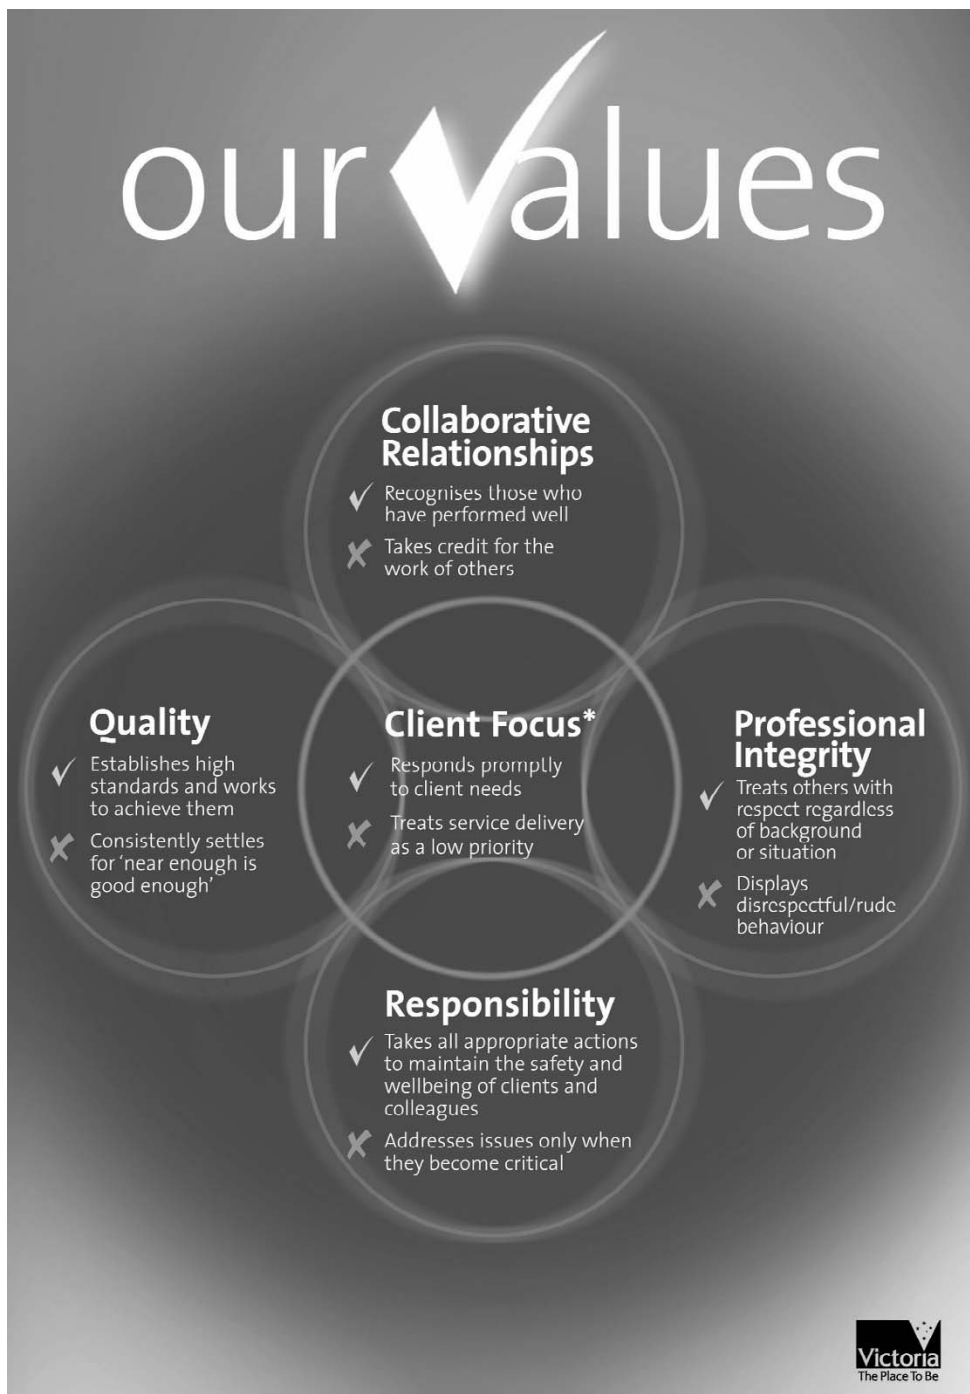 our values
Collaborative
Relationships
Recognises those who
have performed well
Takes credit for the
work of others
Quality
Establishes high
standards and works
to achieve them
Consistently settles
for ‘near enough is
good enough’
Client Focus*
Responds promptly
to client needs
Treats service delivery
as a low priority
Professional
Integrity
Treats others with
respect regardless
of background
or situation
Displays
disrespectful/rude
behaviour
Responsibility
Takes all appropriate actions
to maintain the safety and
wellbeing of clients and
colleagues
Addresses issues only when
they become critical
Victoria
The Place To Be